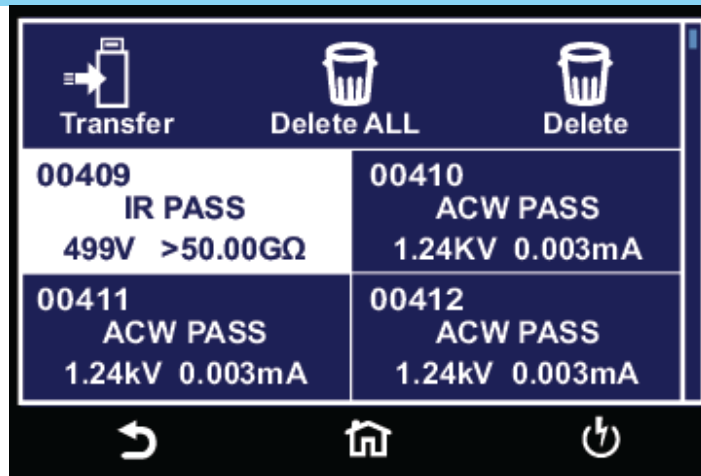 Transfer Delete ALL Delete
00409
IR PASS
499V >50.00GΩ
00410
ACW PASS
1.24KV 0.003mA
00411
ACW PASS
1.24kV 0.003mA
00412
ACW PASS
1.24kV 0.003mA